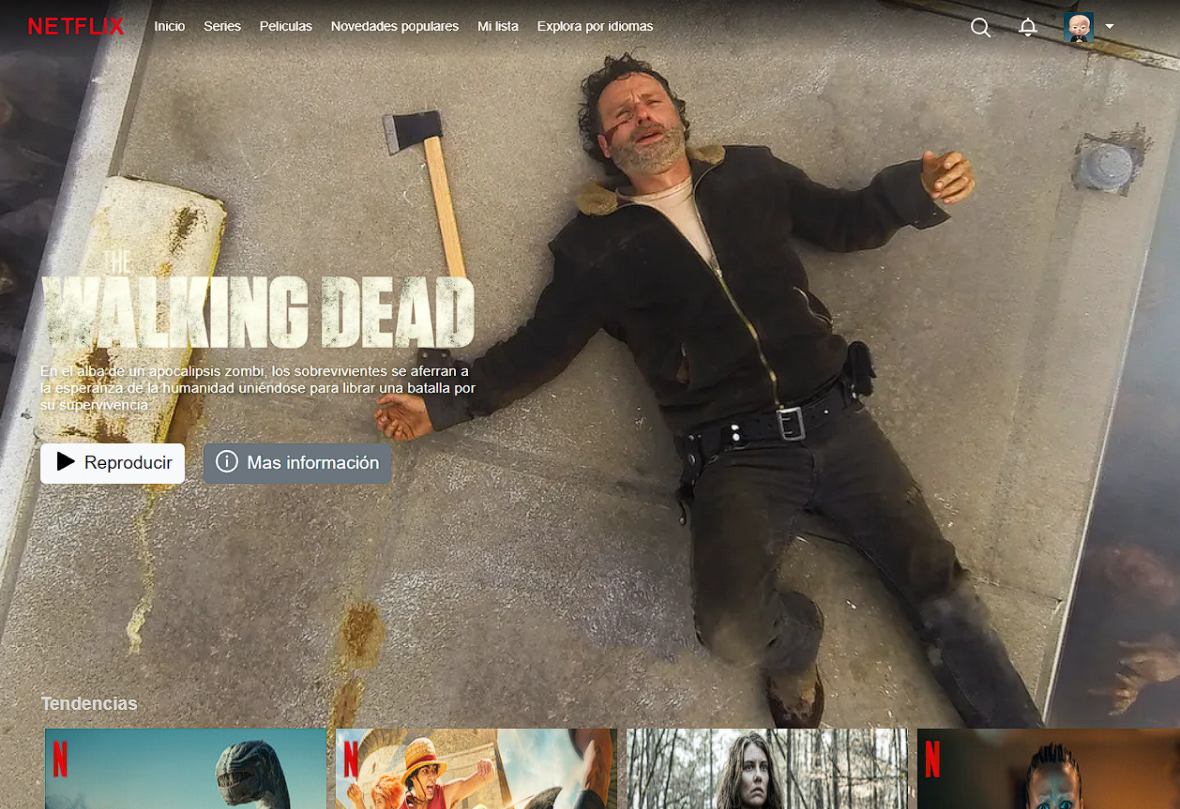 NETFLIX
Inicio Series Peliculas Novedades populares Mi lista Explora por idiomas
THE
WALKING DEAD
En el alba de un apocalipsis zombi, los sobrevivientes se aferran a
la esperanza de la humanidad uniéndose para librar una batalla por
su supervivencia.
Reproducir Mas información
Tendencias
N N N